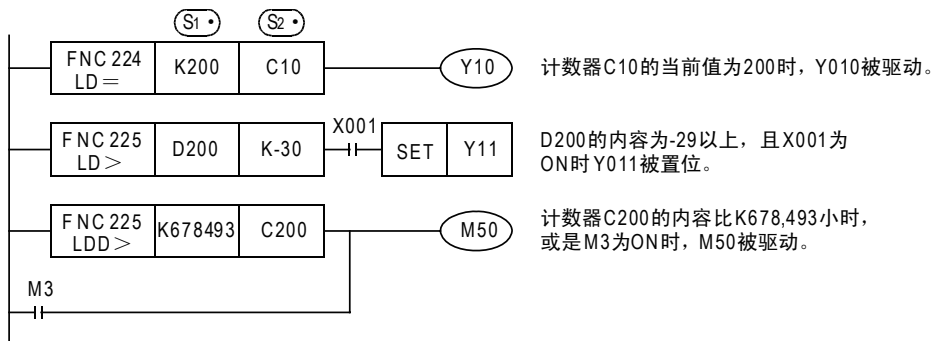 S1• S2•
FNC 224 K200 C10 Y10 计数器C10的当前值为200时，Y010被驱动。
LD＝
FNC 225 D200 K-30 X001 SET Y11 D200的内容为-29以上，且X001为
LD＞ ON时Y011被置位。
FNC 225 K678493 C200 M50 计数器C200的内容比K678,493小时，
LDD＞ 或是M3为ON时，M50被驱动。
M3